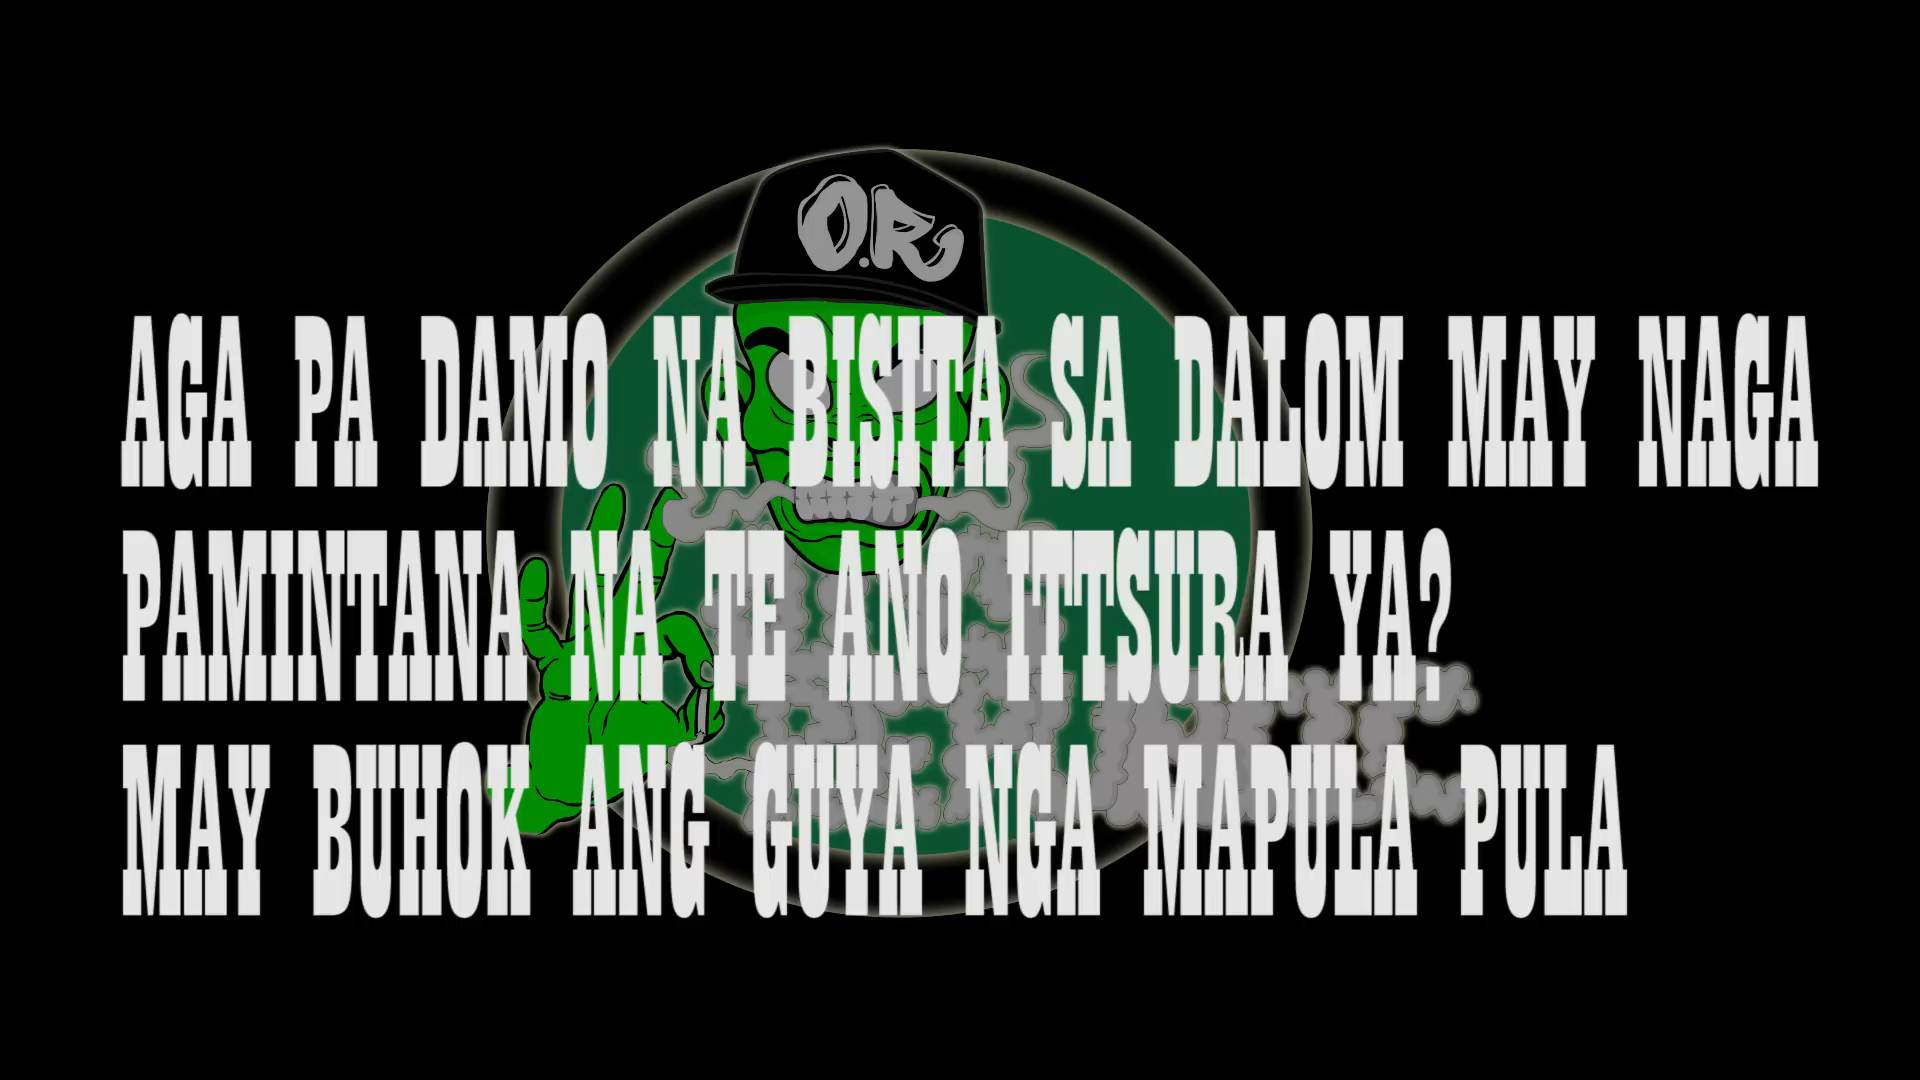 O.R
AGA PA DAMO NA BISITA SA DALOM MAY NAGA
PAMINTANA NA TE ANO ITTSURA YA?
MAY BUHOK ANG GUYA NGA MAPULA PULA